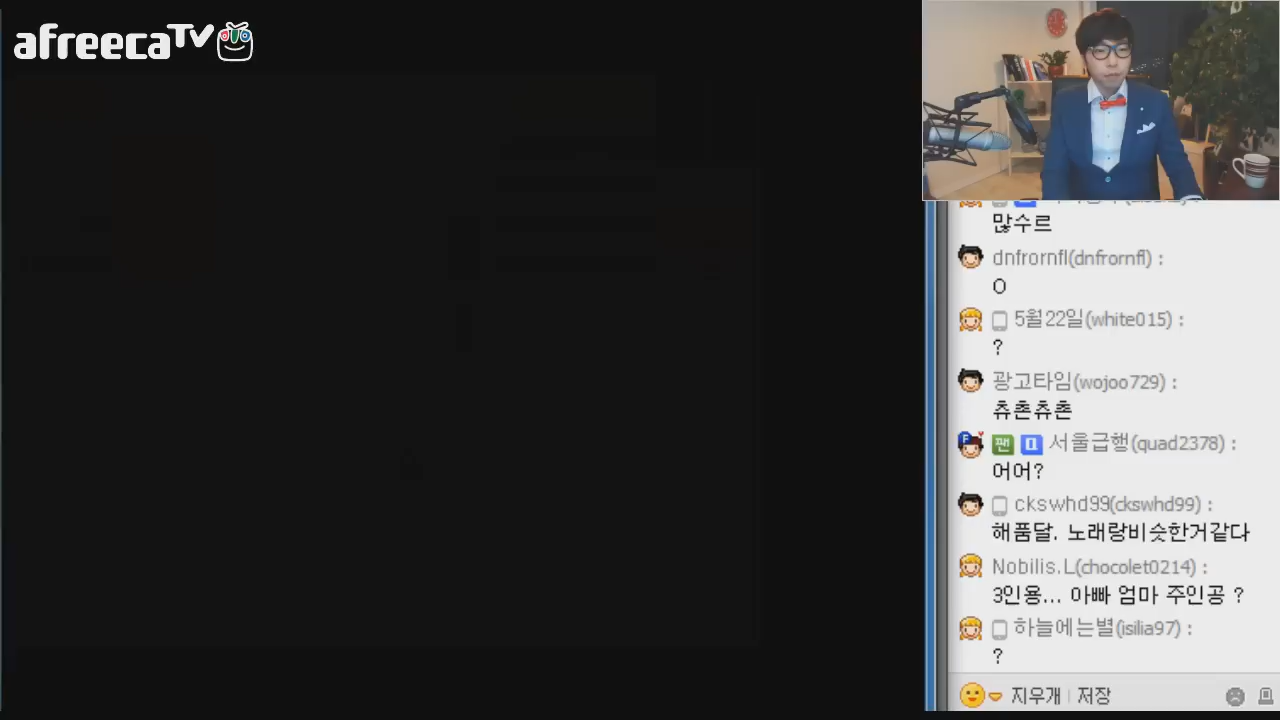 afreecaTV
많수르
dnfrornfl(dnfrornfl) :
O
5월22일(white015) :
?
광고타임(wojoo729) :
츄촌츄촌
팬 서울급행(quad2378) :
어어?
ckswhd99(ckswhd99) :
해품달. 노래랑비슷한거같다
Nobilis.L(chocolet0214) :
3인용... 아빠 엄마 주인공 ?
하늘에는별(isilia97) :
?
지우개 | 저장